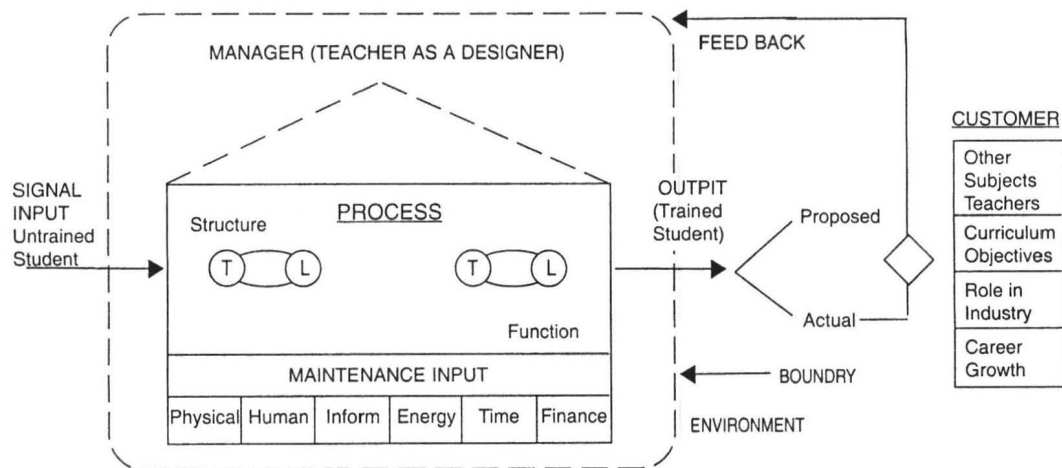 MANAGER (TEACHER AS A DESIGNER)
FEED BACK
CUSTOMER
Other
Subjects
Teachers
Curriculum
Objectives
Role in
Industry
Career
Growth
SIGNAL
INPUT
Untrained
Student
PROCESS
Structure
T L
T L
Function
OUTPIT
(Trained
Student)
Proposed
Actual
MAINTENANCE INPUT
Physical Human Inform Energy Time Finance
BOUNDRY
ENVIRONMENT